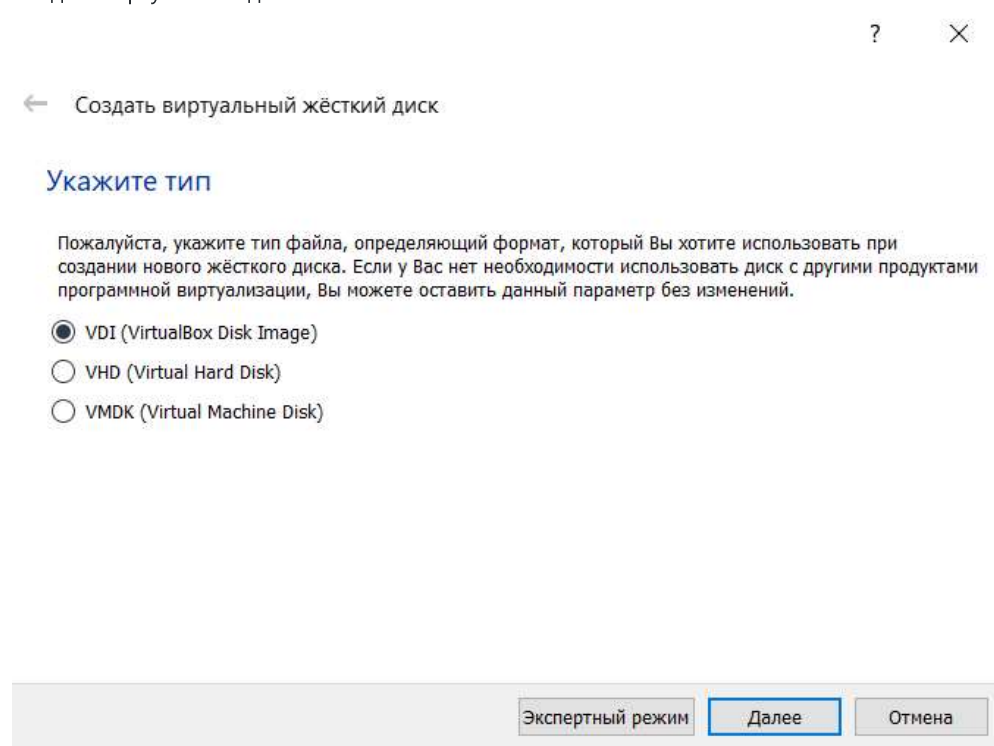 ?
Создать виртуальный жёсткий диск
Укажите тип
Пожалуйста, укажите тип файла, определяющий формат, который Вы хотите использовать при
создании нового жёсткого диска. Если у Вас нет необходимости использовать диск с другими продуктами
программной виртуализации, Вы можете оставить данный параметр без изменений.
VDI (VirtualBox Disk Image)
VHD (Virtual Hard Disk)
VMDK (Virtual Machine Disk)
Экспертный режим Далее Отмена